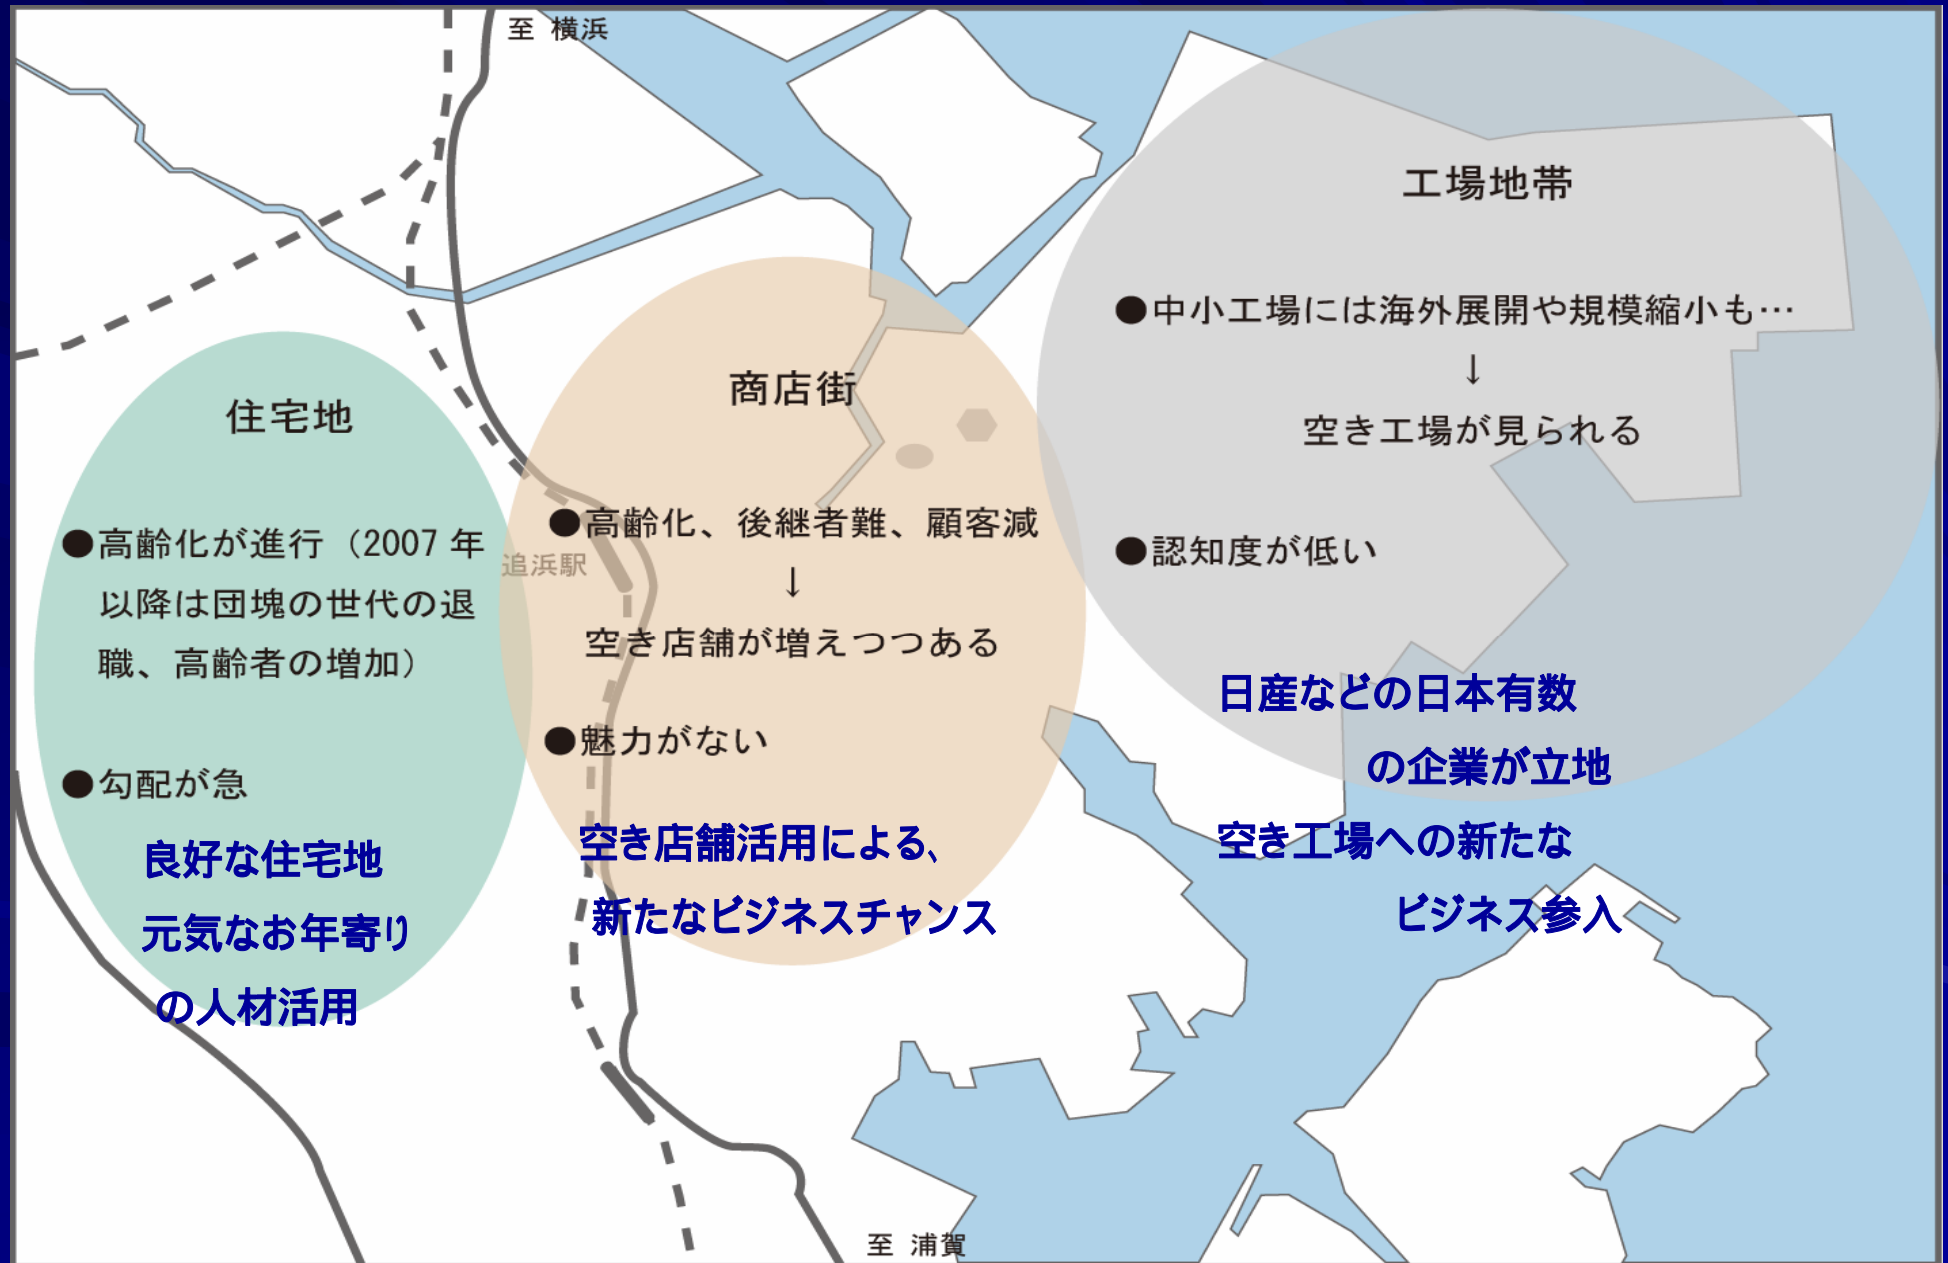 至 横浜
工場地帯
●中小工場には海外展開や規模縮小も…
↓
空き工場が見られる
●認知度が低い
日産などの日本有数
の企業が立地
空き工場への新たな
ビジネス参入
商店街
●高齢化、後継者難、顧客減
↓
空き店舗が増えつつある
●魅力がない
空き店舗活用による、
新たなビジネスチャンス
追浜駅
住宅地
●高齢化が進行（2007年
以降は団塊の世代の退
職、高齢者の増加）
●勾配が急
良好な住宅地
元気なお年寄り
の人材活用
至 浦賀